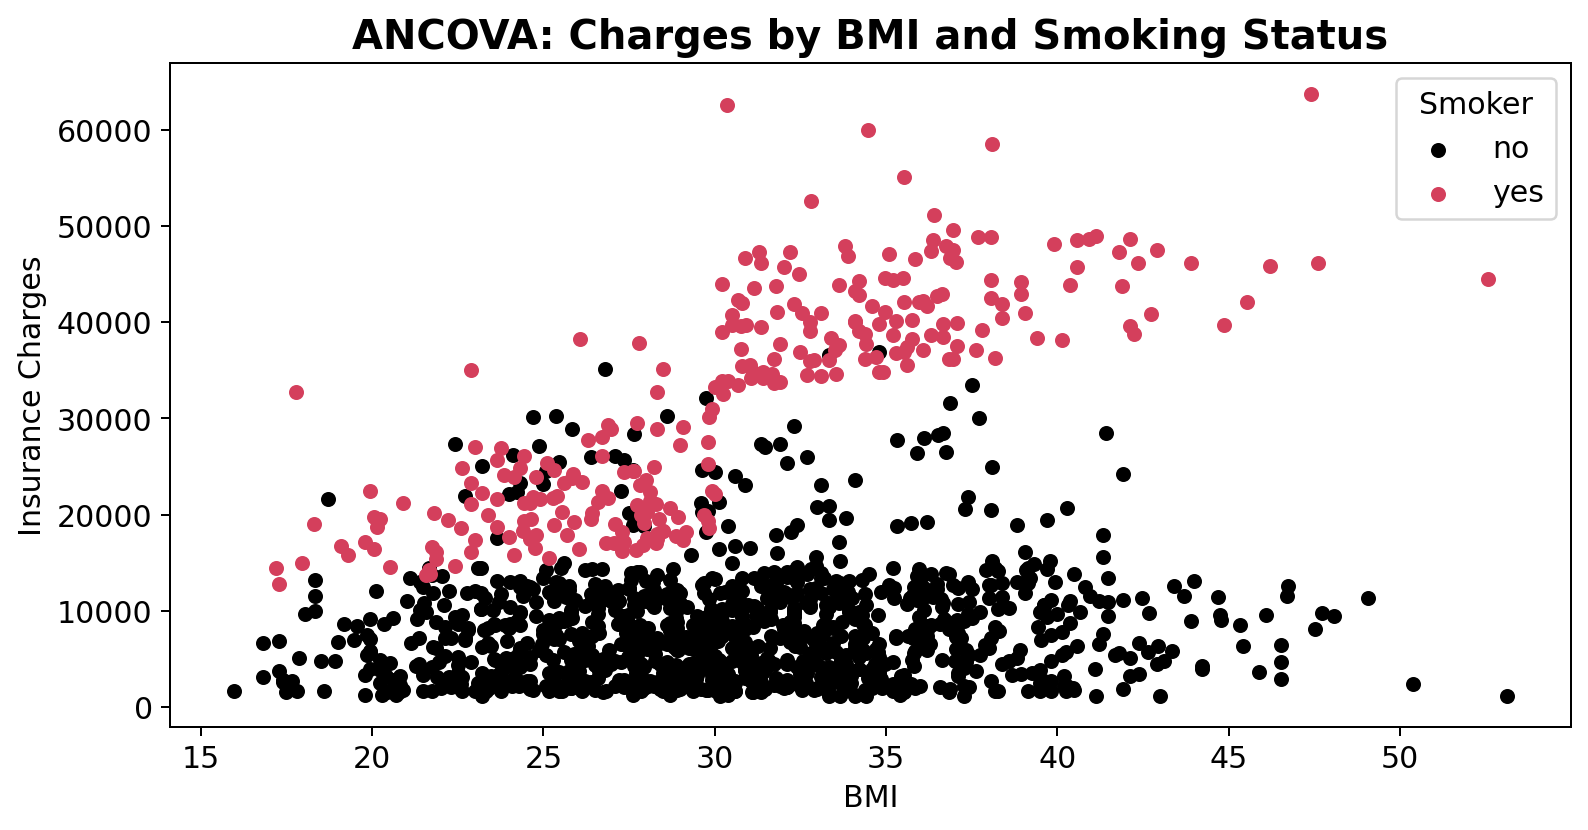 ANCOVA: Charges by BMI and Smoking Status
Smoker
no
yes
Insurance Charges
60000
50000
40000
30000
20000
10000
0
15 20 25 30 35 40 45 50
BMI